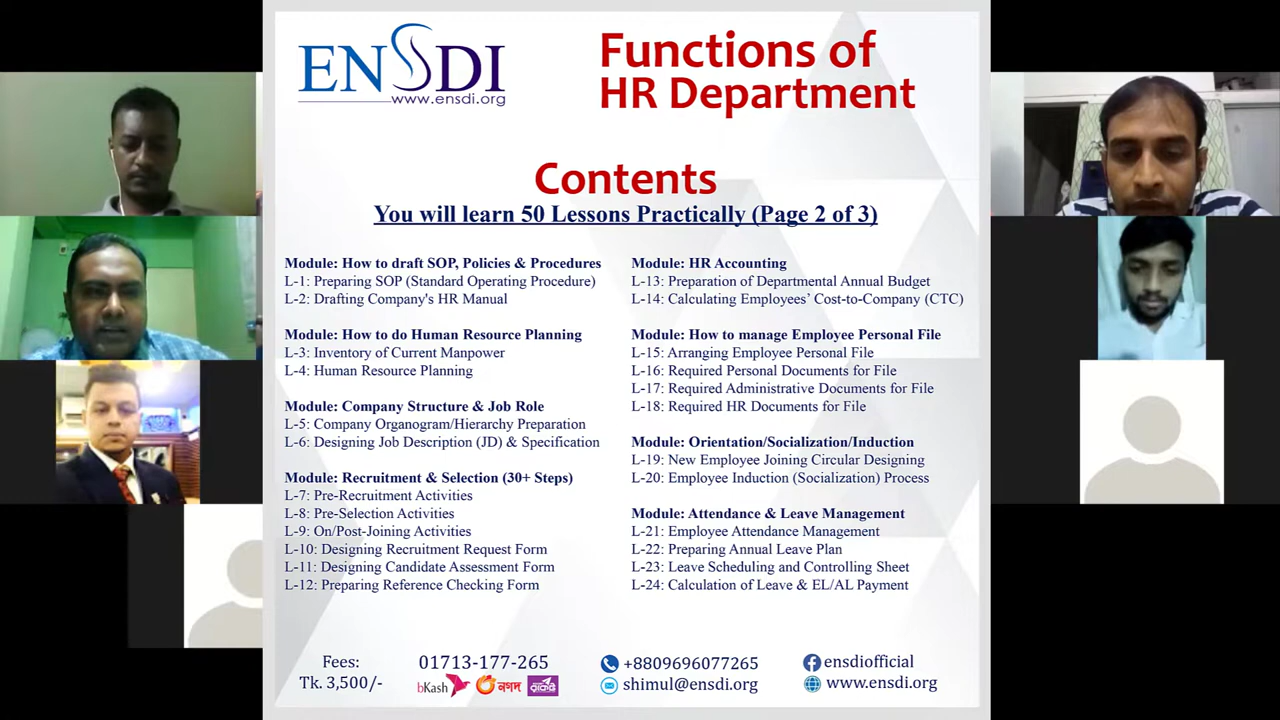 ENSDI
www.ensdi.org
Functions of
HR Department
Contents
You will learn 50 Lessons Practically (Page 2 of 3)
Module: How to draft SOP, Policies & Procedures
L-1: Preparing SOP (Standard Operating Procedure)
L-2: Drafting Company's HR Manual
Module: How to do Human Resource Planning
L-3: Inventory of Current Manpower
L-4: Human Resource Planning
Module: Company Structure & Job Role
L-5: Company Organogram/Hierarchy Preparation
L-6: Designing Job Description (JD) & Specification
Module: Recruitment & Selection (30+ Steps)
L-7: Pre-Recruitment Activities
L-8: Pre-Selection Activities
L-9: On/Post-Joining Activities
L-10: Designing Recruitment Request Form
L-11: Designing Candidate Assessment Form
L-12: Preparing Reference Checking Form
Module: HR Accounting
L-13: Preparation of Departmental Annual Budget
L-14: Calculating Employees’ Cost-to-Company (CTC)
Module: How to manage Employee Personal File
L-15: Arranging Employee Personal File
L-16: Required Personal Documents for File
L-17: Required Administrative Documents for File
L-18: Required HR Documents for File
Module: Orientation/Socialization/Induction
L-19: New Employee Joining Circular Designing
L-20: Employee Induction (Socialization) Process
Module: Attendance & Leave Management
L-21: Employee Attendance Management
L-22: Preparing Annual Leave Plan
L-23: Leave Scheduling and Controlling Sheet
L-24: Calculation of Leave & EL/AL Payment
Fees:
Tk. 3,500/-
01713-177-265
bKash নগদ রকেট
+8809696077265
shimul@ensdi.org
ensdiofficial
www.ensdi.org